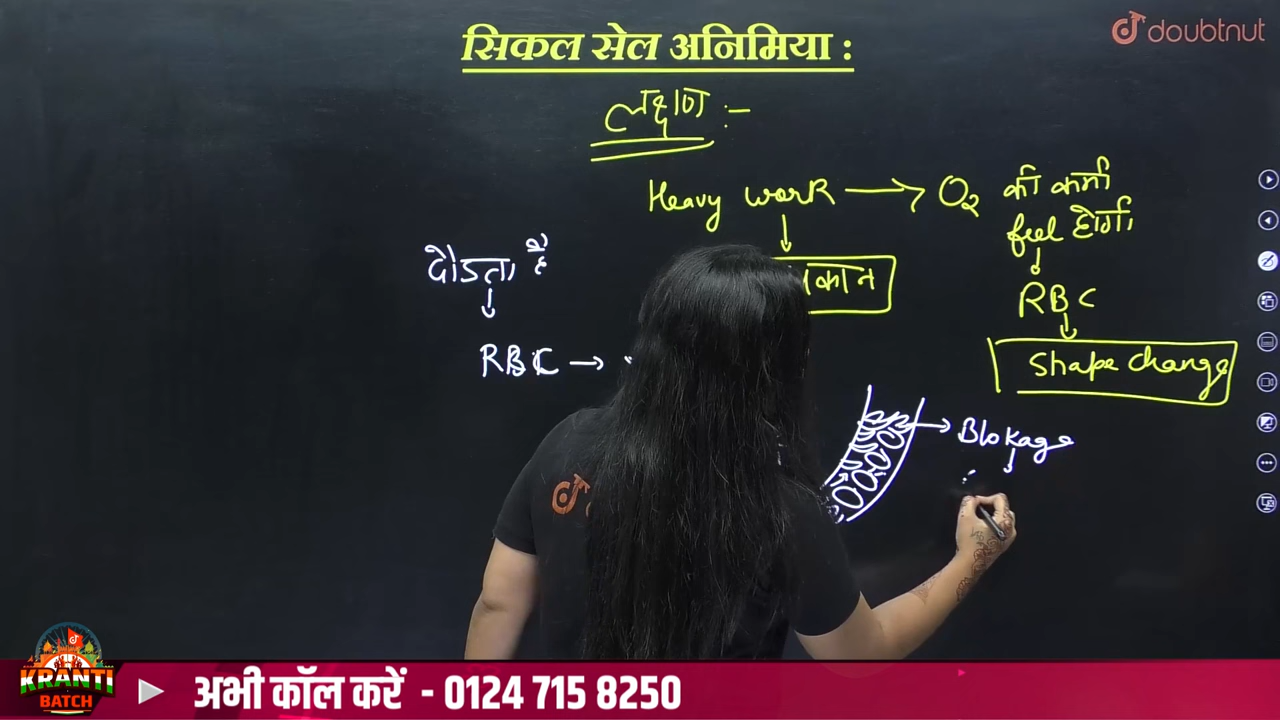 सिकल सेल अनिमिया :
doubtnut
लक्षण :-
Heavy work → O₂ की कमी
feel होगी
↓
दौडता है
↓
RBC
↓
Shape change
RBC →
Blokage
↓
KRANTI
BATCH
अभी कॉल करें - 0124 715 8250